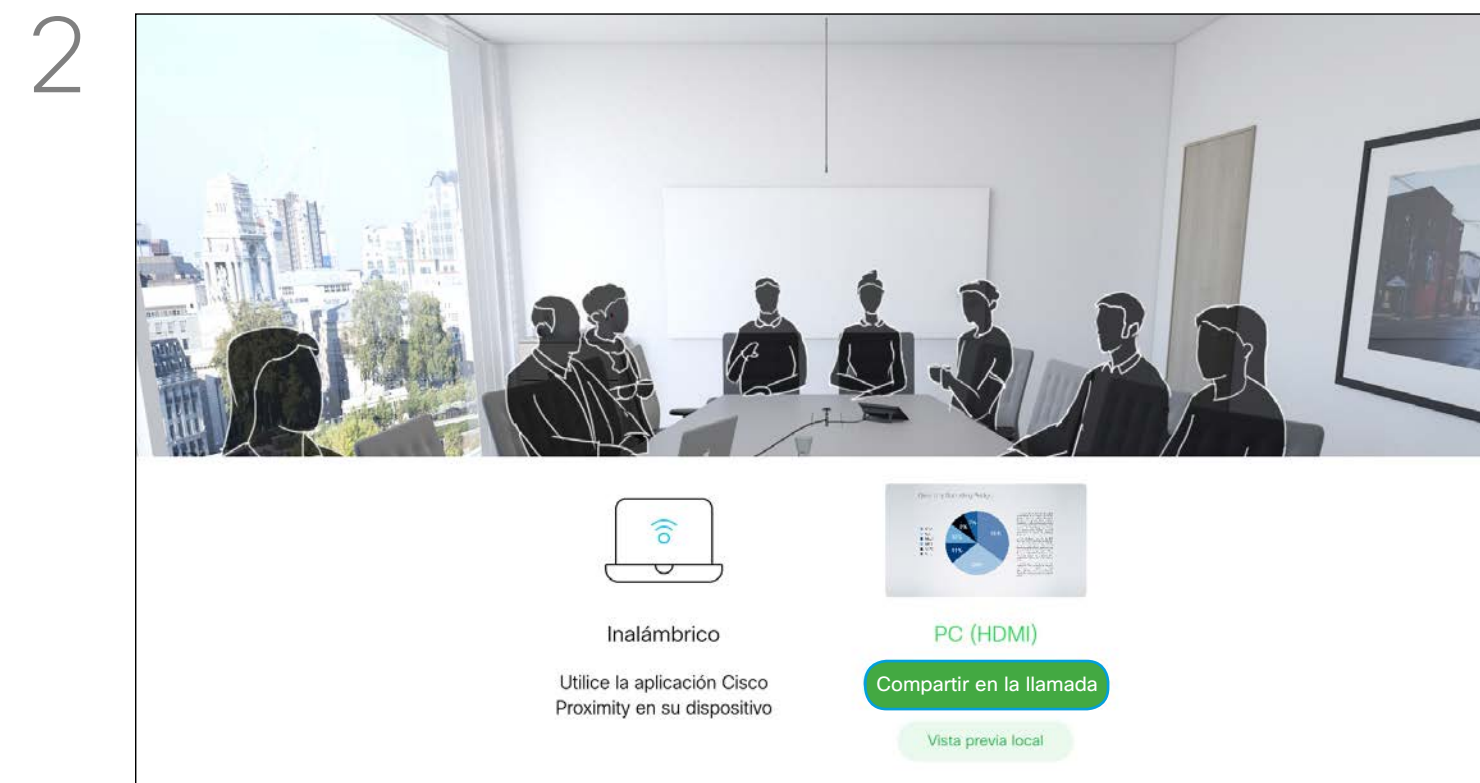 2
Inalámbrico
Utilice la aplicación Cisco
Proximity en su dispositivo
PC (HDMI)
Compartir en la llamada
Vista previa local